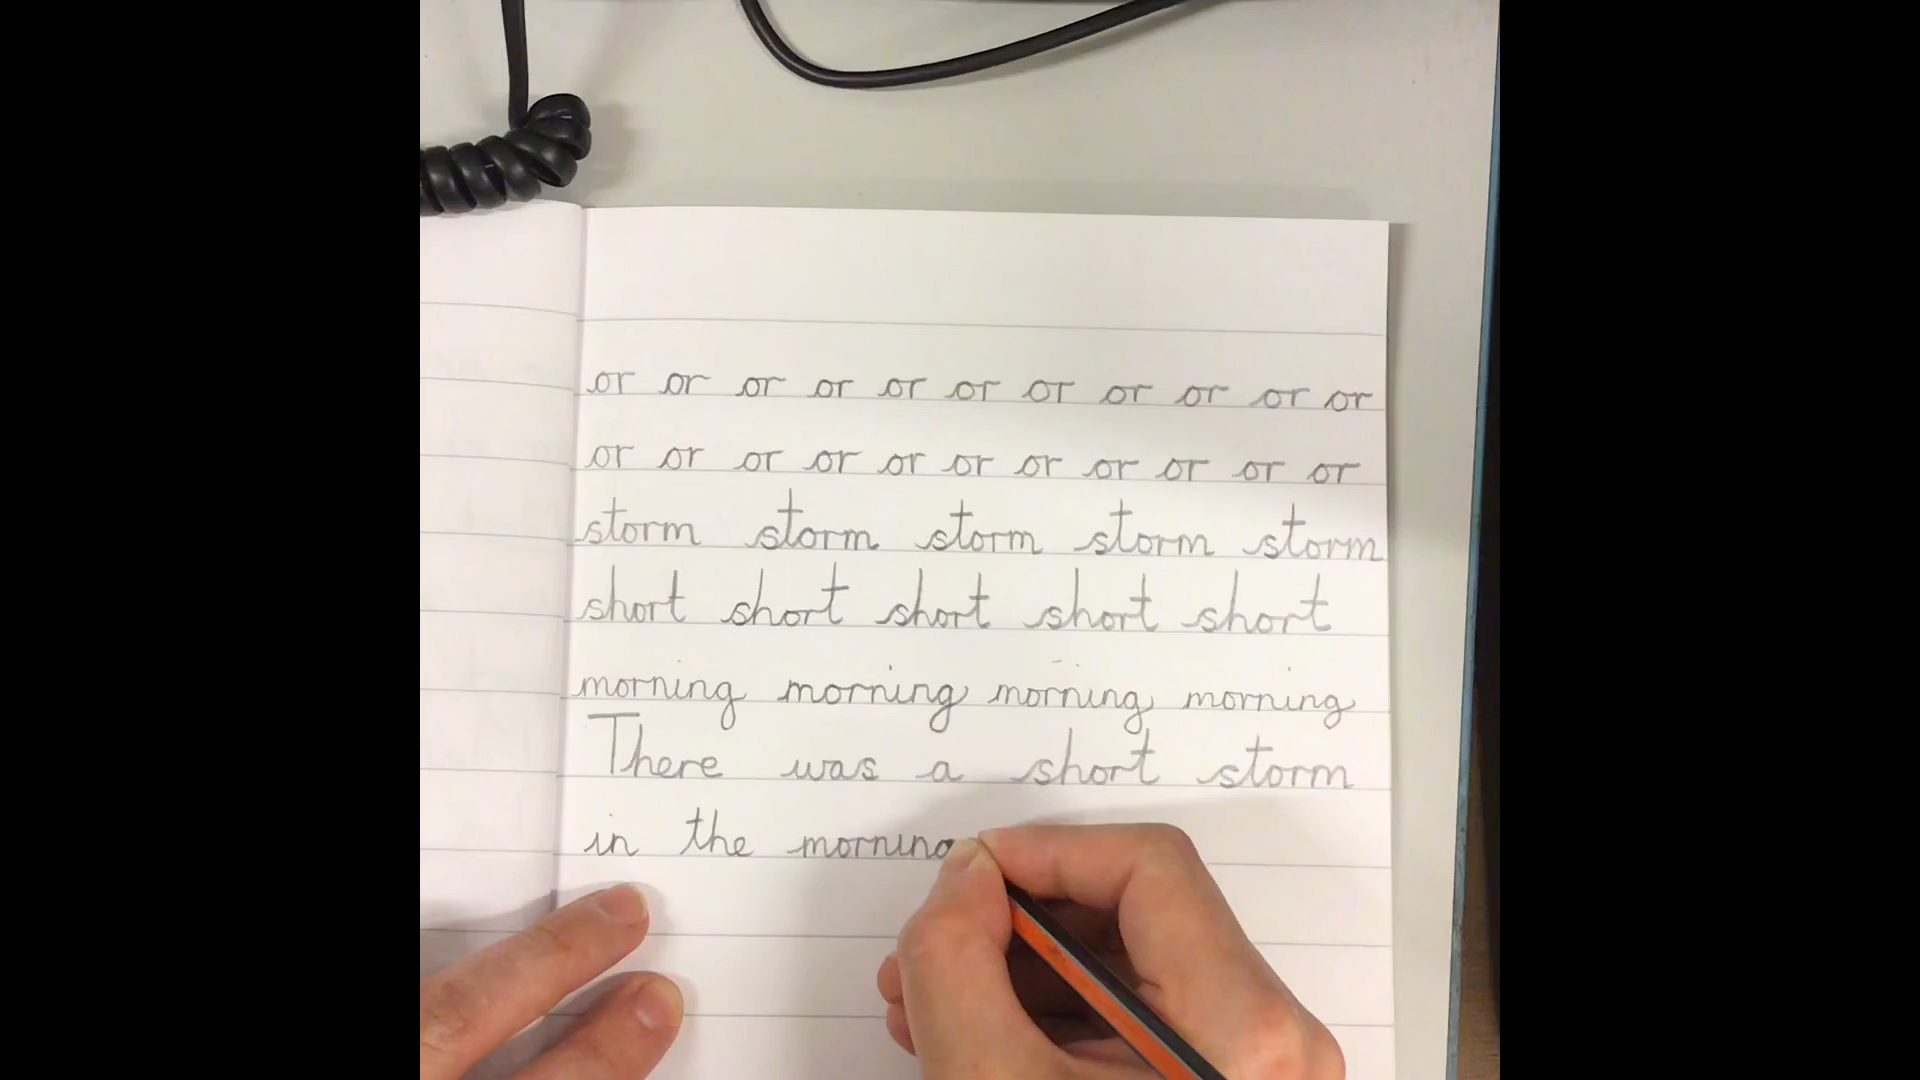 or or or or or or or or or or or
or or or or or or or or or or or
storm storm storm storm storm
short short short short short
morning morning morning morning
There was a short storm
in the morning